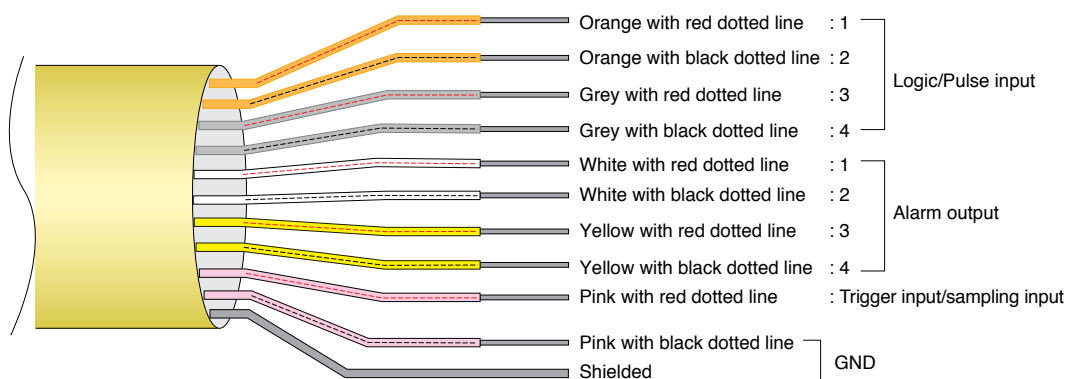 Orange with red dotted line : 1
Orange with black dotted line : 2
Logic/Pulse input
Grey with red dotted line : 3
Grey with black dotted line : 4
White with red dotted line : 1
White with black dotted line : 2
Alarm output
Yellow with red dotted line : 3
Yellow with black dotted line : 4
Pink with red dotted line : Trigger input/sampling input
Pink with black dotted line
GND
Shielded